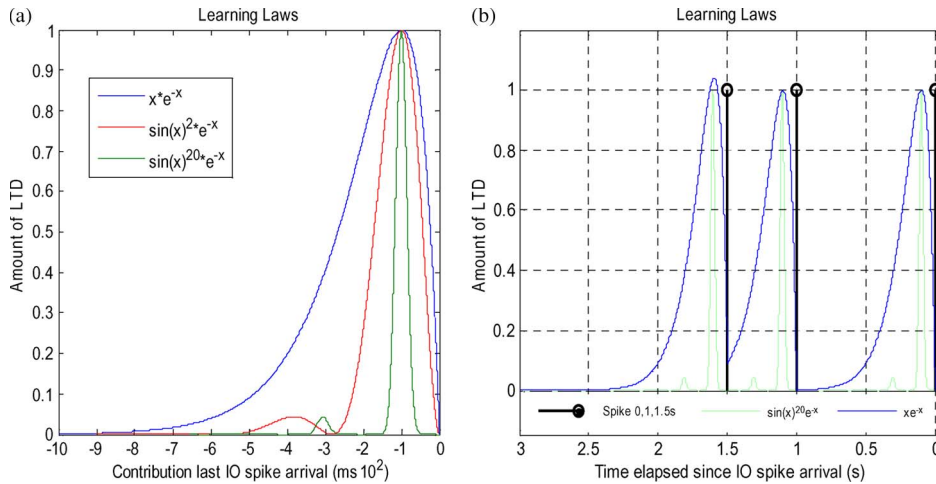 (a)
Learning Laws
Amount of LTD
1
0.9
0.8
0.7
0.6
0.5
0.4
0.3
0.2
0.1
0
x*e⁻ˣ
sin(x)²*e⁻ˣ
sin(x)²⁰*e⁻ˣ
-10 -9 -8 -7 -6 -5 -4 -3 -2 -1 0
Contribution last IO spike arrival (ms 10²)
(b)
Learning Laws
Amount of LTD
1
0.8
0.6
0.4
0.2
0
Spike 0,1,1.5s sin(x)²⁰e⁻ˣ xe⁻ˣ
3 2.5 2 1.5 1 0.5 0
Time elapsed since IO spike arrival (s)